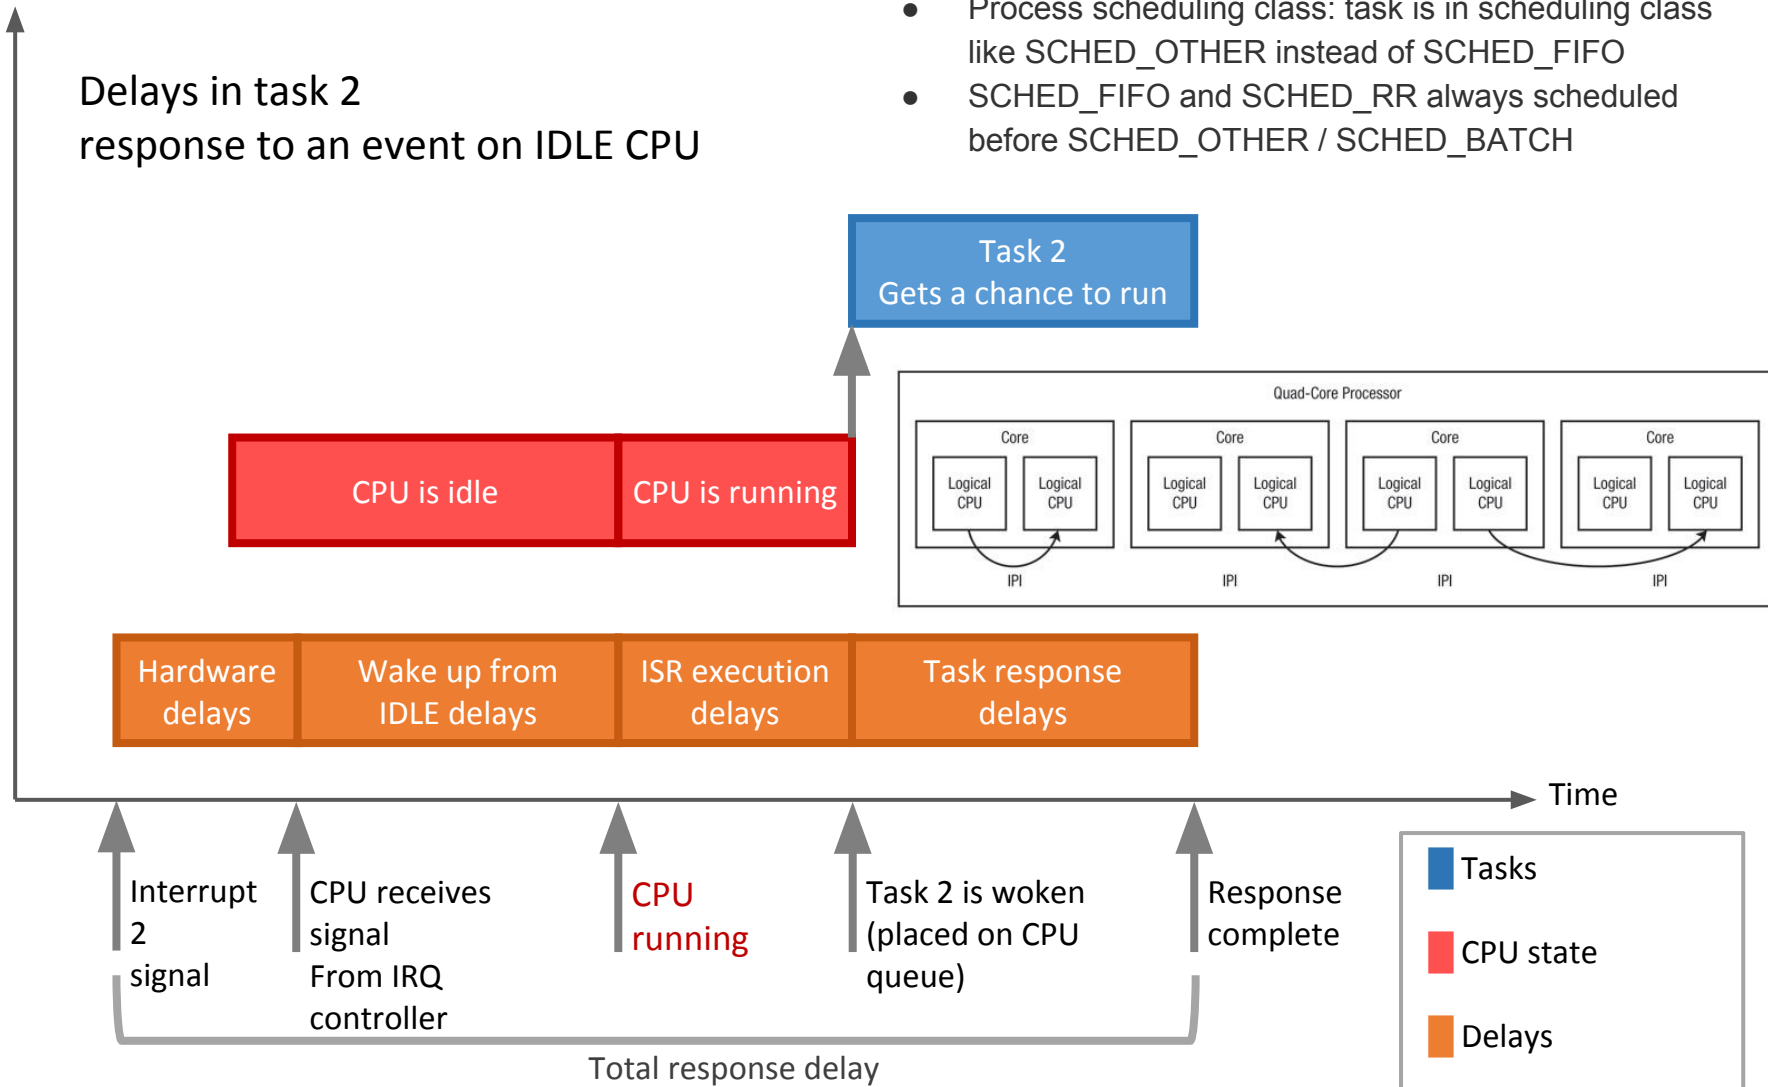 ● Process scheduling class: task is in scheduling class
like SCHED_OTHER instead of SCHED_FIFO
● SCHED_FIFO and SCHED_RR always scheduled
before SCHED_OTHER / SCHED_BATCH
Delays in task 2
response to an event on IDLE CPU
Task 2
Gets a chance to run
Quad-Core Processor
Core
Core
Core
Core
Logical
CPU
Logical
CPU
Logical
CPU
Logical
CPU
Logical
CPU
Logical
CPU
Logical
CPU
Logical
CPU
IPI
IPI
IPI
IPI
CPU is idle
CPU is running
Hardware
delays
Wake up from
IDLE delays
ISR execution
delays
Task response
delays
Time
Interrupt
2
signal
CPU receives
signal
From IRQ
controller
CPU
running
Task 2 is woken
(placed on CPU
queue)
Response
complete
Total response delay
Tasks
CPU state
Delays